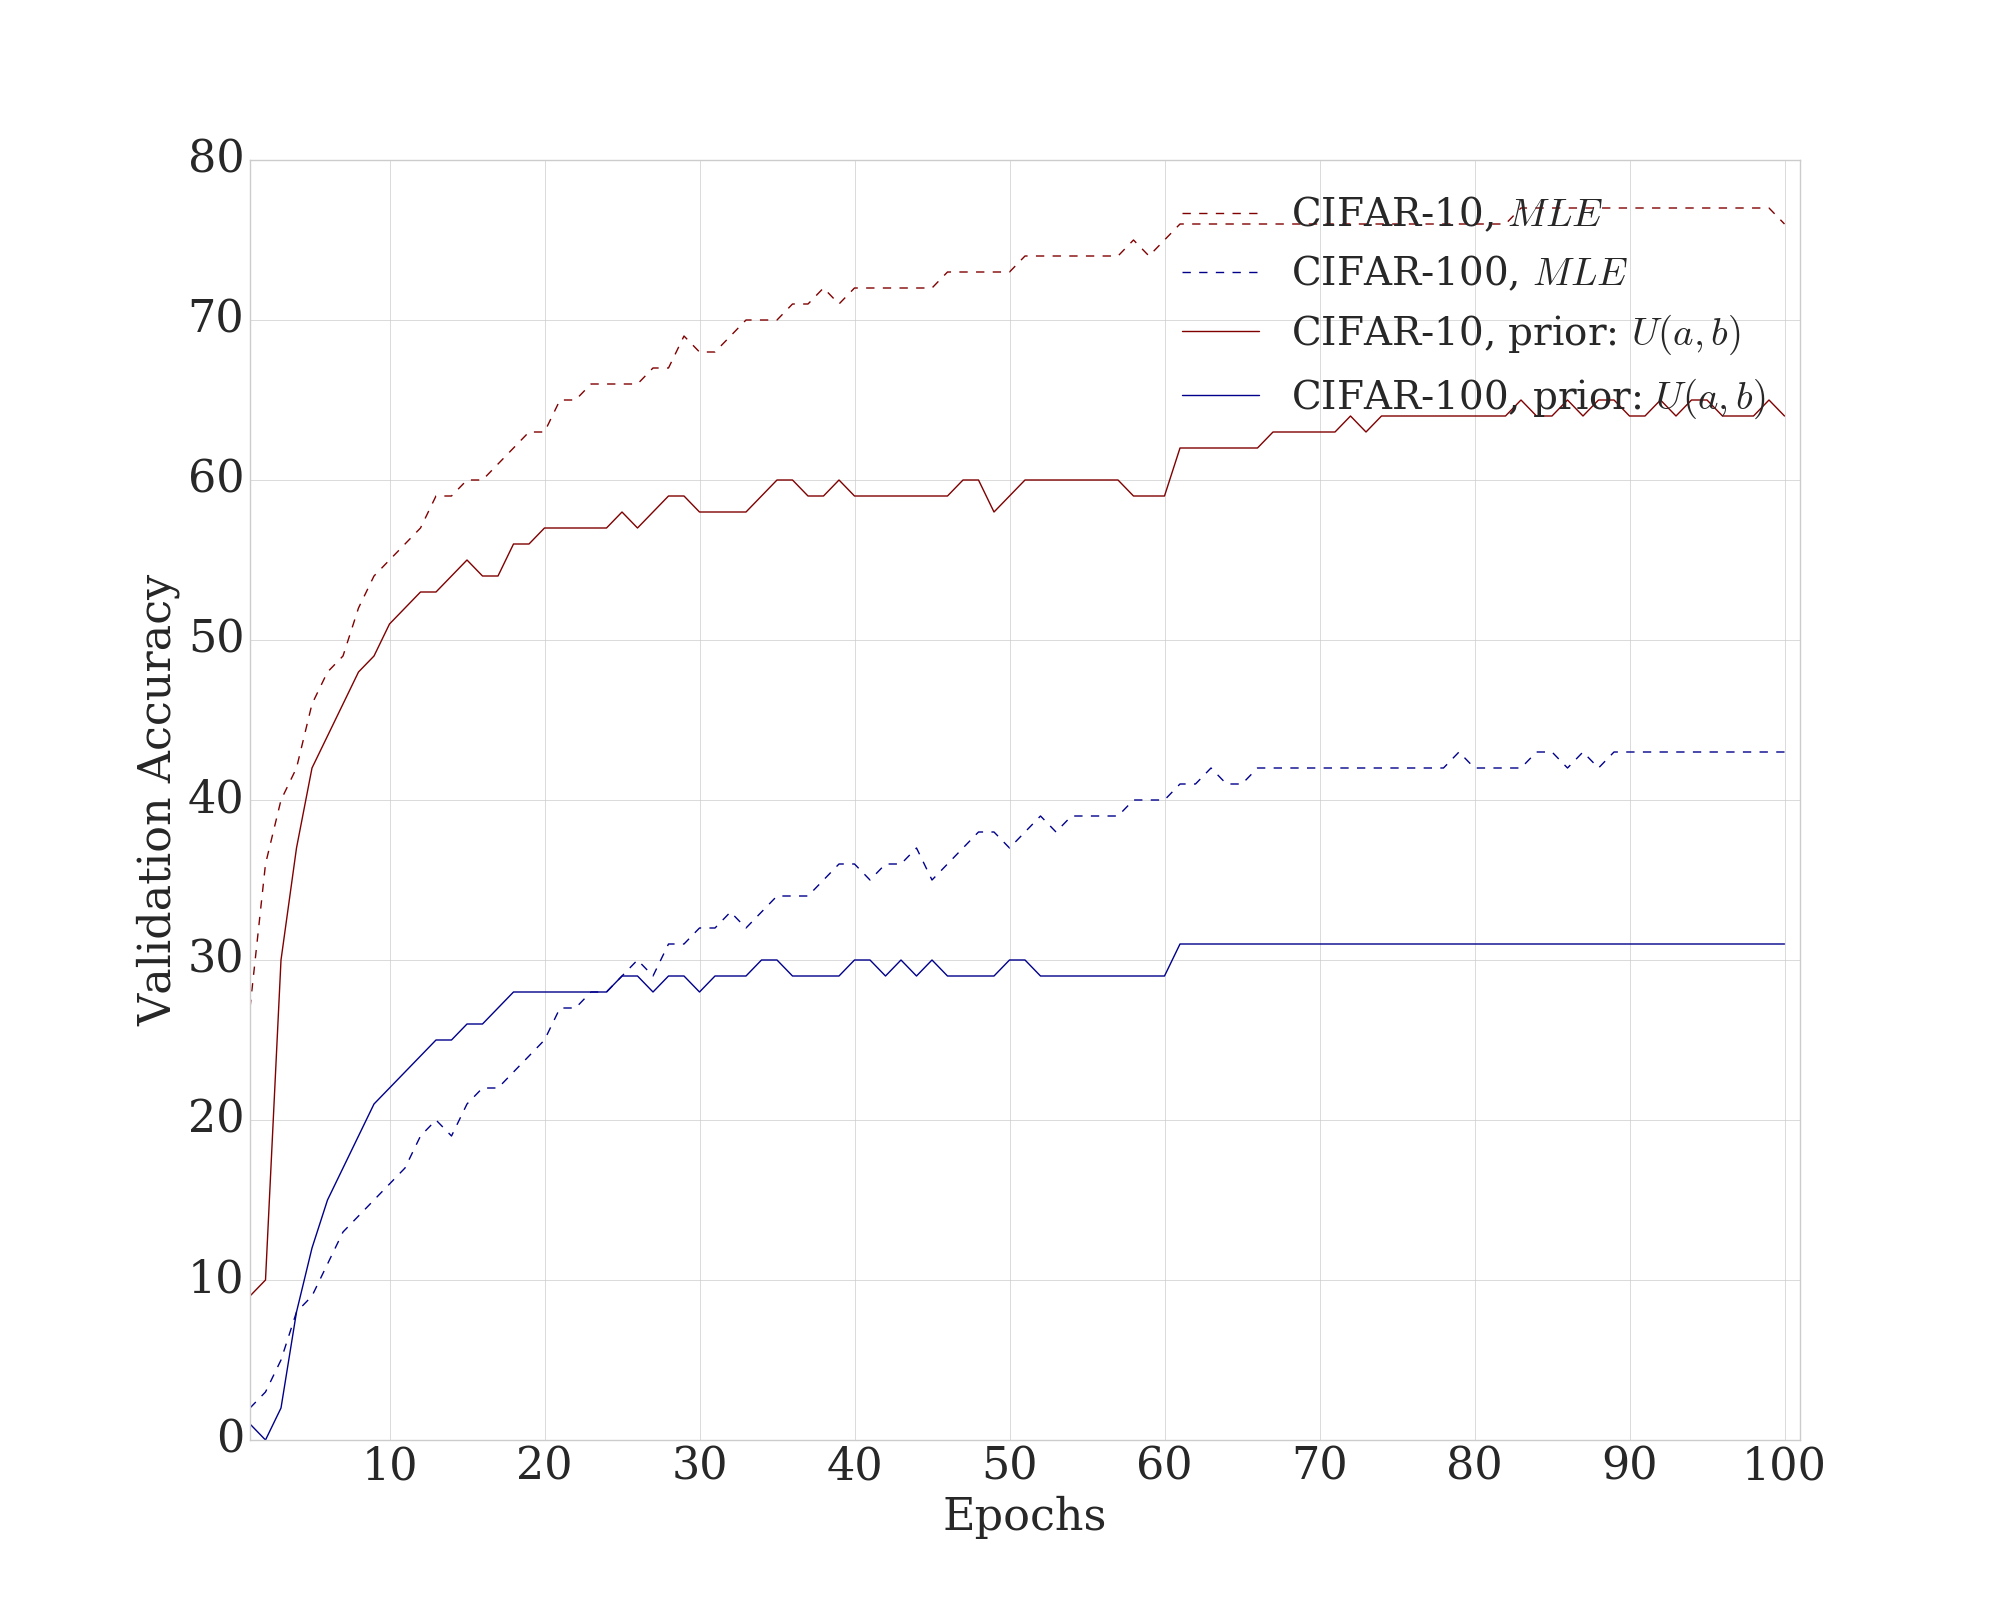 80
70
60
50
40
30
20
10
0
Validation Accuracy
CIFAR-10, MLE
CIFAR-100, MLE
CIFAR-10, prior: U(a, b)
CIFAR-100, prior: U(a, b)
10 20 30 40 50 60 70 80 90 100
Epochs